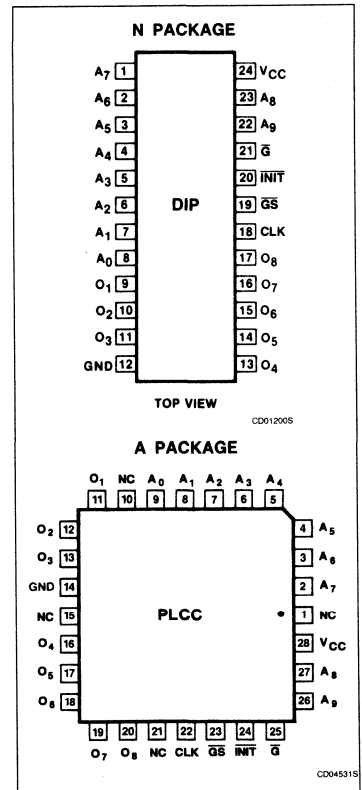 N PACKAGE
A7 1 24 VCC
A6 2 23 A8
A5 3 22 A9
A4 4 21 G̅
A3 5 20 I̅N̅I̅T̅
A2 6 DIP 19 G̅S̅
A1 7 18 CLK
A0 8 17 O8
O1 9 16 O7
O2 10 15 O6
O3 11 14 O5
GND 12 13 O4
TOP VIEW
CD01200S
A PACKAGE
O1 NC A0 A1 A2 A3 A4
11 10 9 8 7 6 5
O2 12 4 A5
O3 13 3 A6
GND 14 2 A7
NC 15 PLCC 1 NC
O4 16 28 VCC
O5 17 27 A8
O6 18 26 A9
19 20 21 22 23 24 25
O7 O8 NC CLK G̅S̅ I̅N̅I̅T̅ G̅
CD04531S